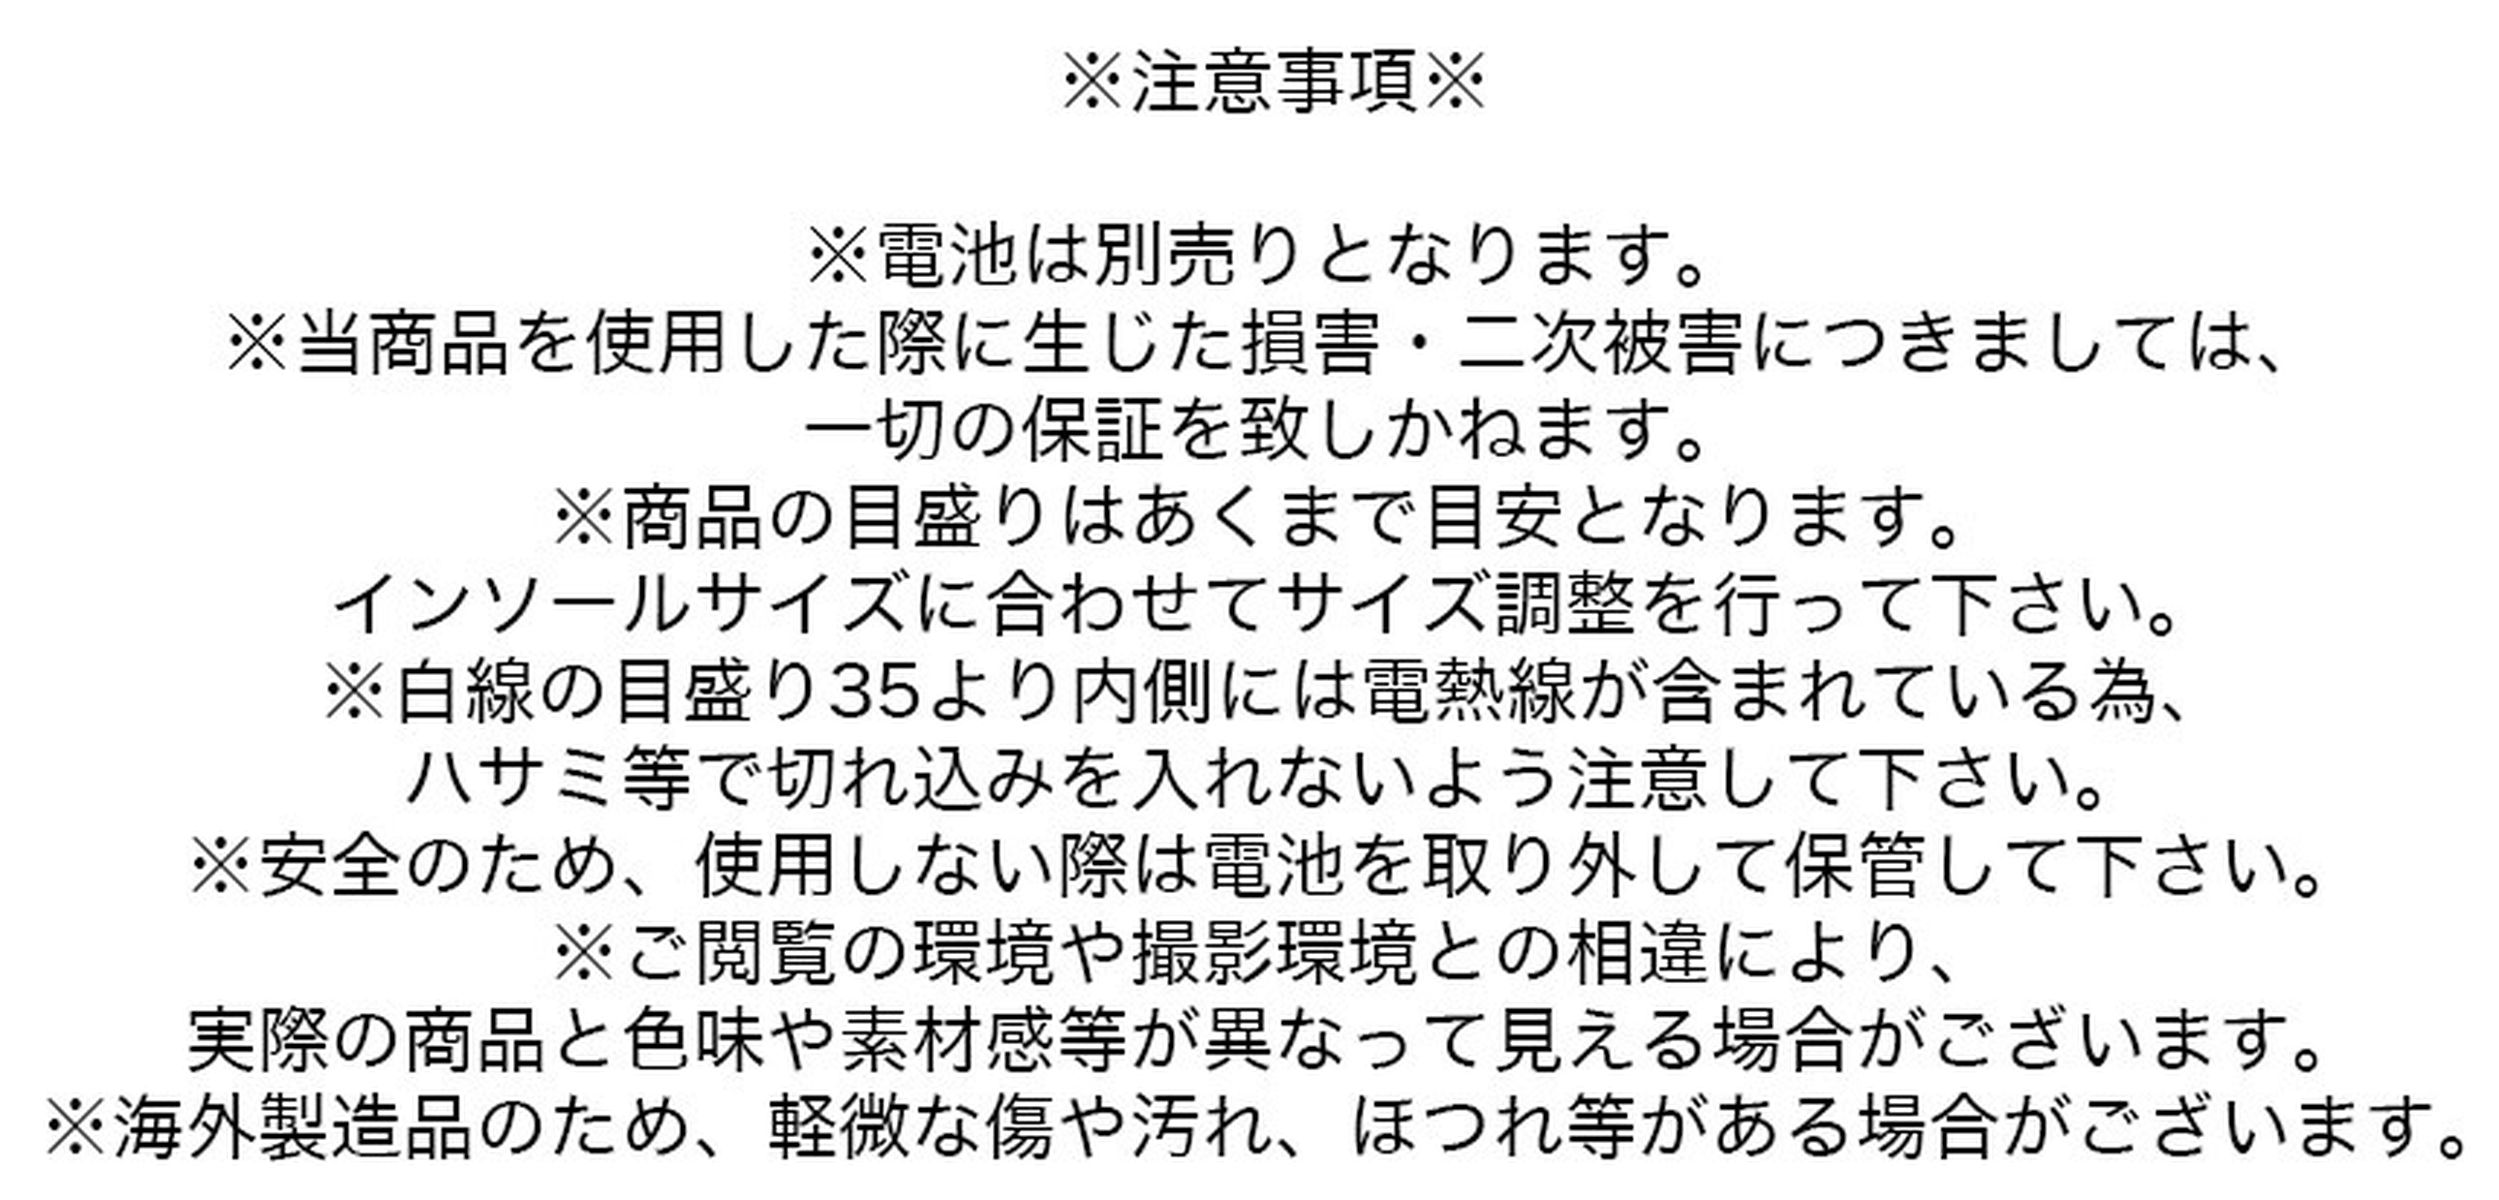 ※注意事項※
※電池は別売りとなります。
※当商品を使用した際に生じた損害・二次被害につきましては、
一切の保証を致しかねます。
※商品の目盛りはあくまで目安となります。
インソールサイズに合わせてサイズ調整を行って下さい。
※白線の目盛り35より内側には電熱線が含まれている為、
ハサミ等で切れ込みを入れないよう注意して下さい。
※安全のため、使用しない際は電池を取り外して保管して下さい。
※ご閲覧の環境や撮影環境との相違により、
実際の商品と色味や素材感等が異なって見える場合がございます。
※海外製造品のため、軽微な傷や汚れ、ほつれ等がある場合がございます。